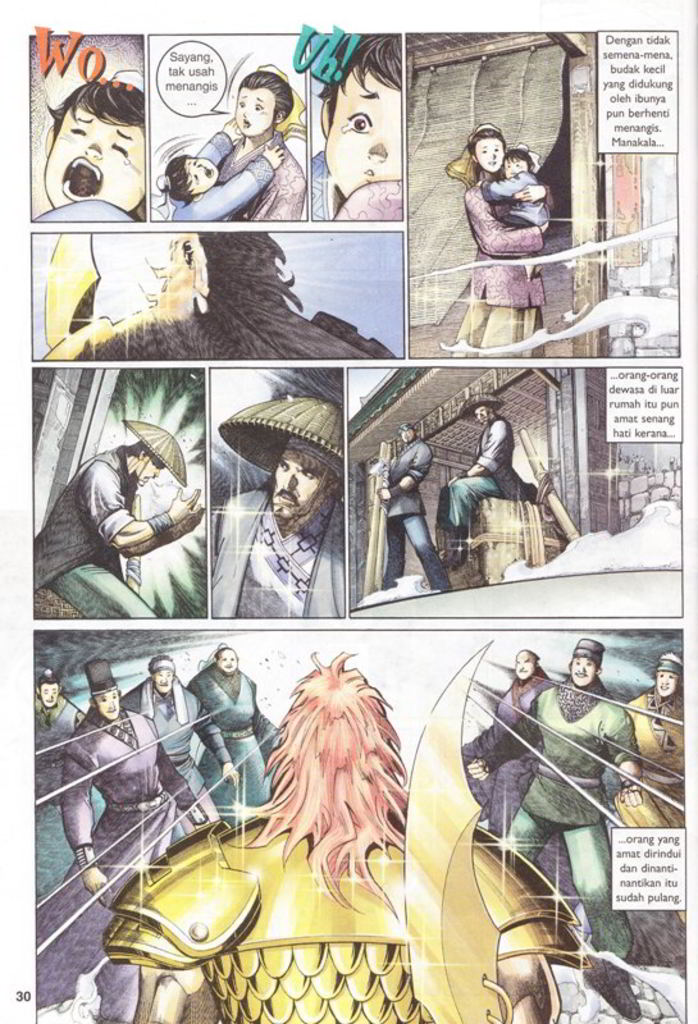 Wo...
Sayang,
tak usah
menangis
...
Uh!
Dengan tidak
semena-mena,
budak kecil
yang didukung
oleh ibunya
pun berhenti
menangis.
Manakala...
...orang-orang
dewasa di luar
rumah itu pun
amat senang
hati kerana...
...orang yang
amat dirindui
dan dinanti-
nantikan itu
sudah pulang.
30